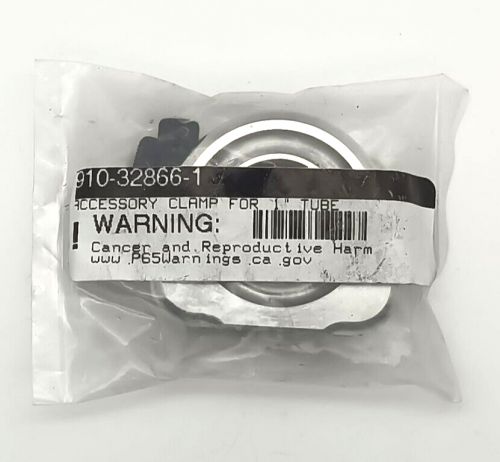 910-32866-1
ACCESSORY CLAMP FOR 1" TUBE
! WARNING:
Cancer and Reproductive Harm
www.P65Warnings.ca.gov